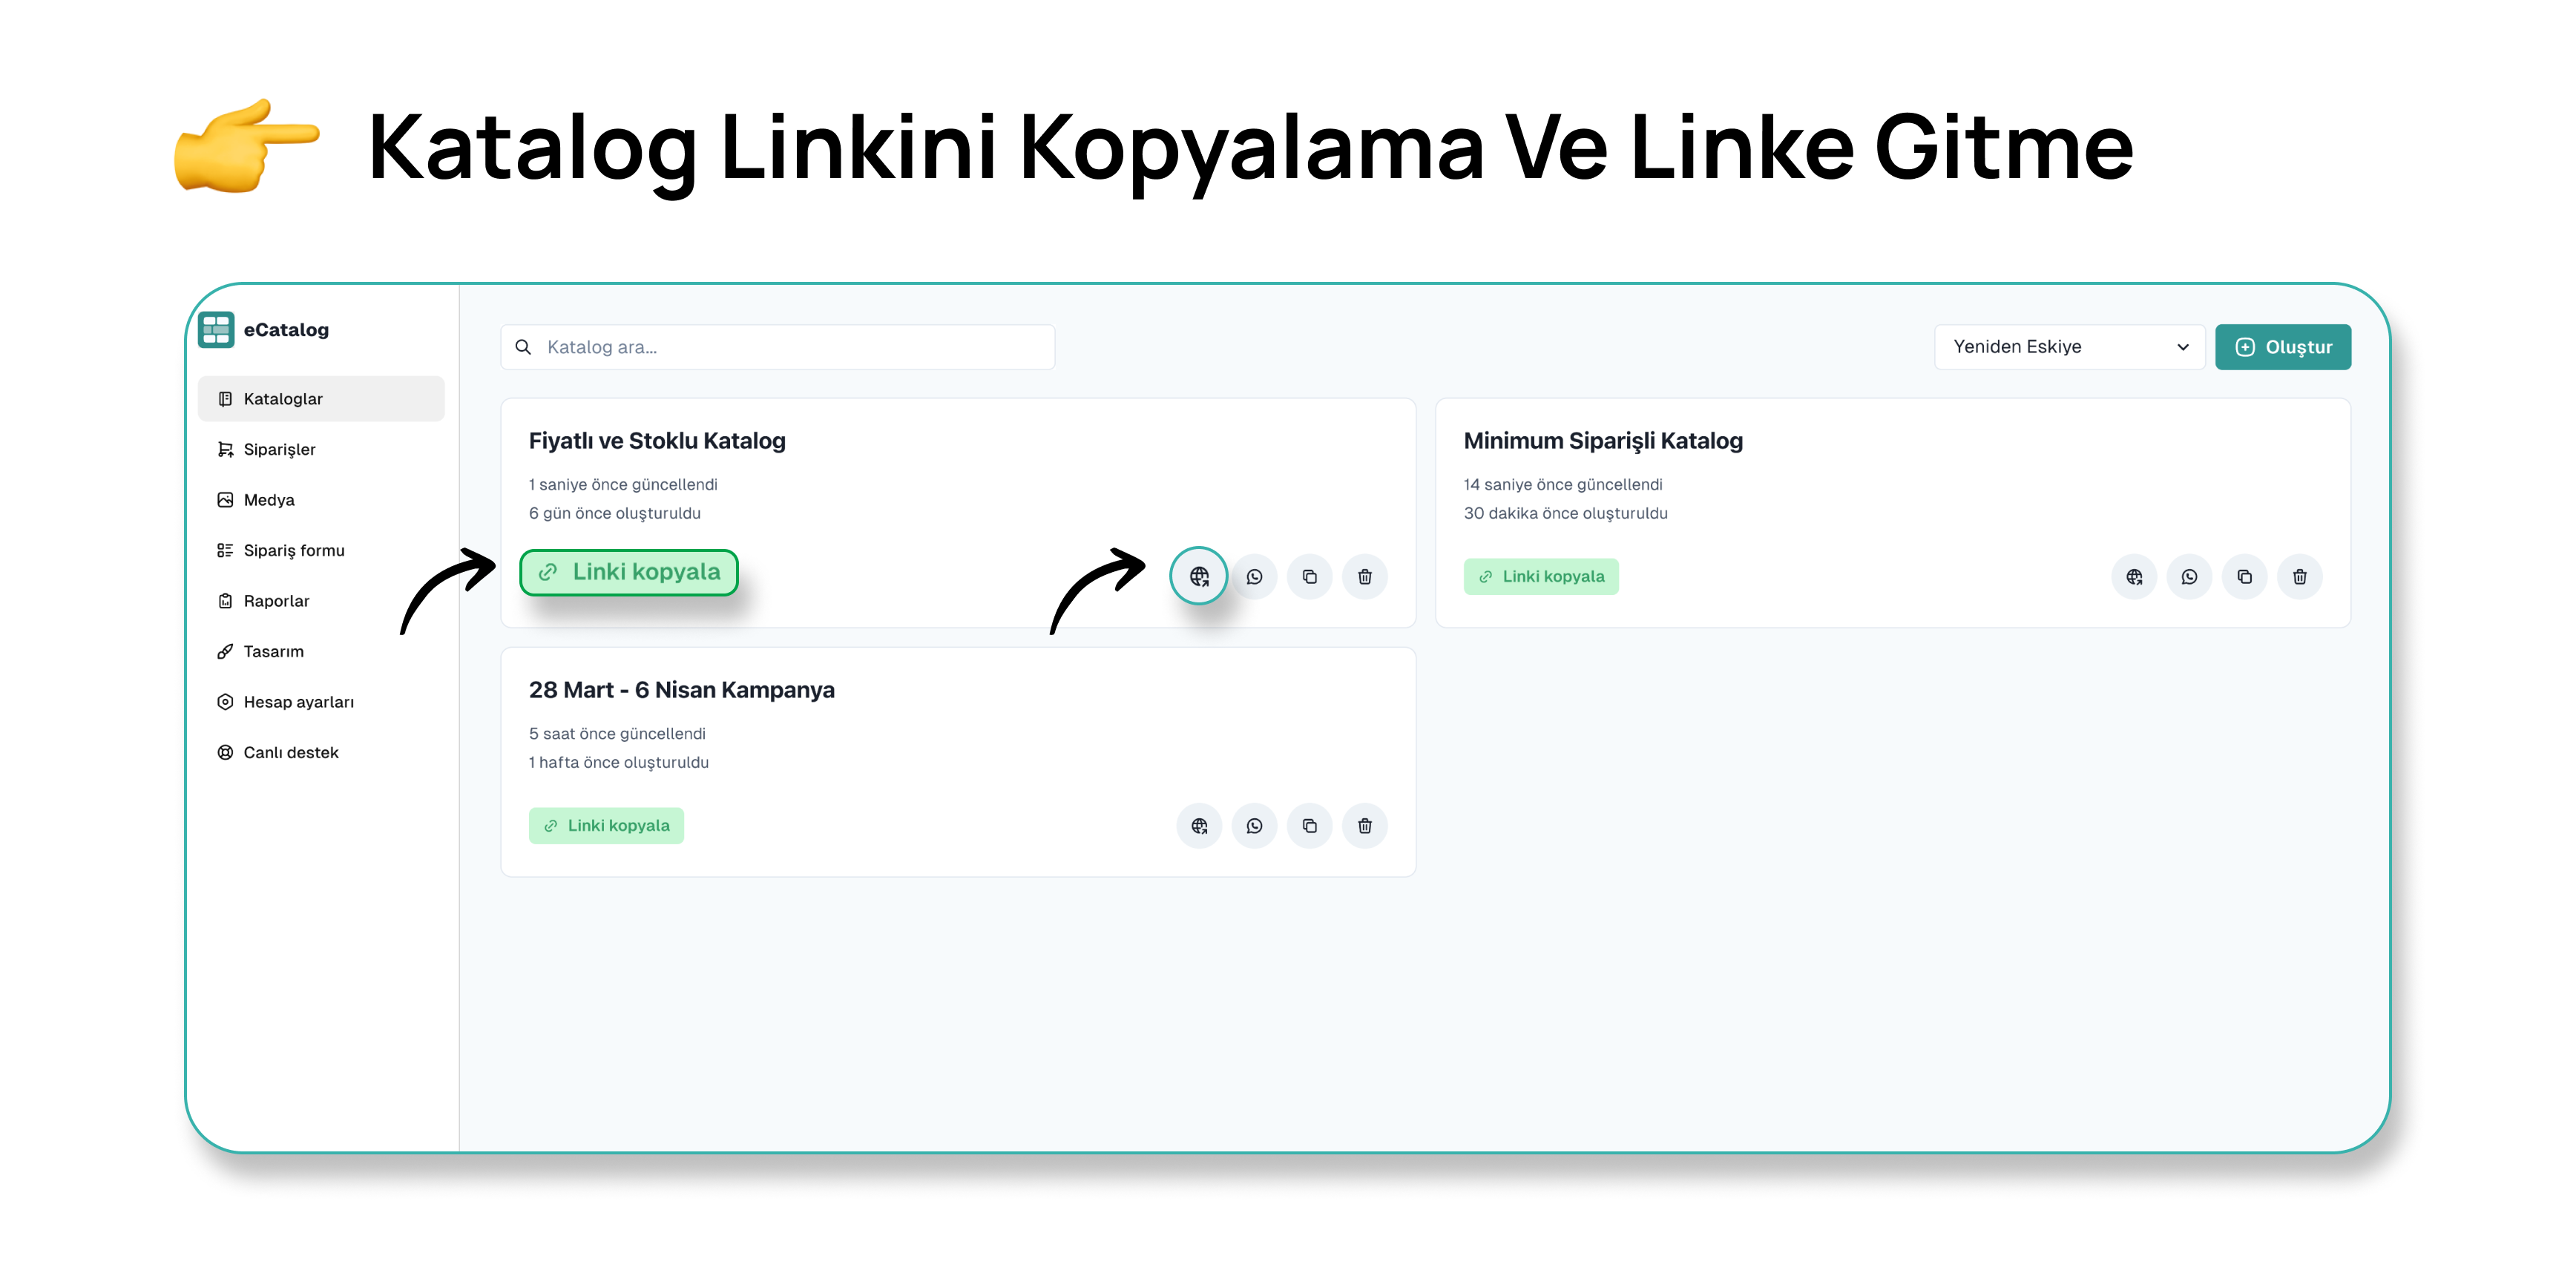 Katalog Linkini Kopyalama Ve Linke Gitme
eCatalog
Kataloglar
Siparişler
Medya
Sipariş formu
Raporlar
Tasarım
Hesap ayarları
Canlı destek
Katalog ara...
Yeniden Eskiye
Oluştur
Fiyatlı ve Stoklu Katalog
1 saniye önce güncellendi
6 gün önce oluşturuldu
Linki kopyala
Minimum Siparişli Katalog
14 saniye önce güncellendi
30 dakika önce oluşturuldu
Linki kopyala
28 Mart - 6 Nisan Kampanya
5 saat önce güncellendi
1 hafta önce oluşturuldu
Linki kopyala